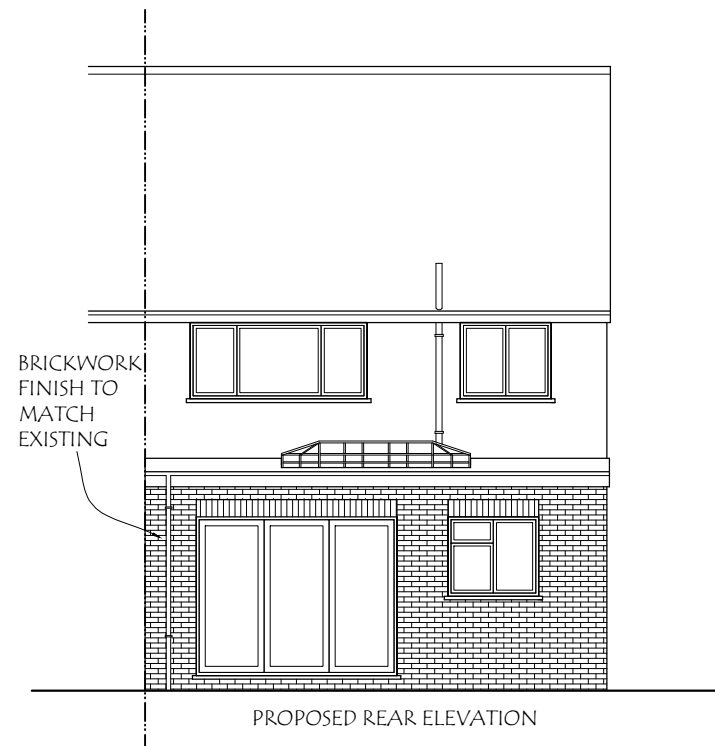 BRICKWORK
FINISH TO
MATCH
EXISTING
PROPOSED REAR ELEVATION